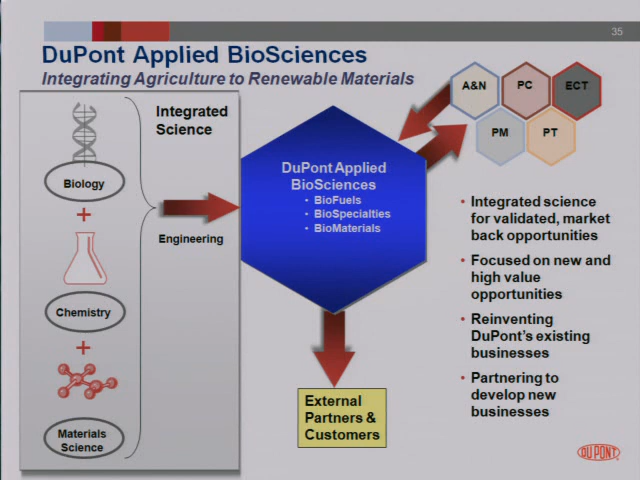 35
DuPont Applied BioSciences
Integrating Agriculture to Renewable Materials
Biology
+
Chemistry
+
Materials
Science
Integrated
Science
Engineering
DuPont Applied
BioSciences
• BioFuels
• BioSpecialties
• BioMaterials
External
Partners &
Customers
A&N
PC
ECT
PM
PT
• Integrated science
for validated, market
back opportunities
• Focused on new and
high value
opportunities
• Reinventing
DuPont's existing
businesses
• Partnering to
develop new
businesses
DUPONT